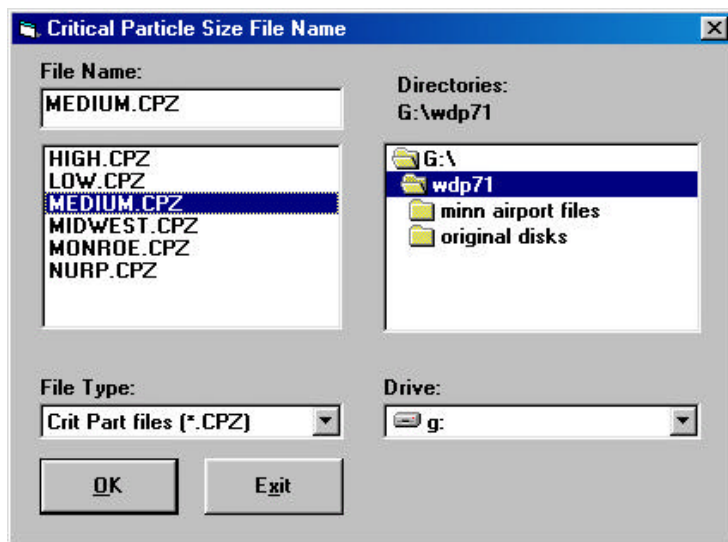 Critical Particle Size File Name
File Name:
MEDIUM.CPZ
HIGH.CPZ
LOW.CPZ
MEDIUM.CPZ
MIDWEST.CPZ
MONROE.CPZ
NURP.CPZ
Directories:
G:\wdp71
G:\
wdp71
minn airport files
original disks
File Type:
Crit Part files (*.CPZ)
Drive:
g:
OK
Exit